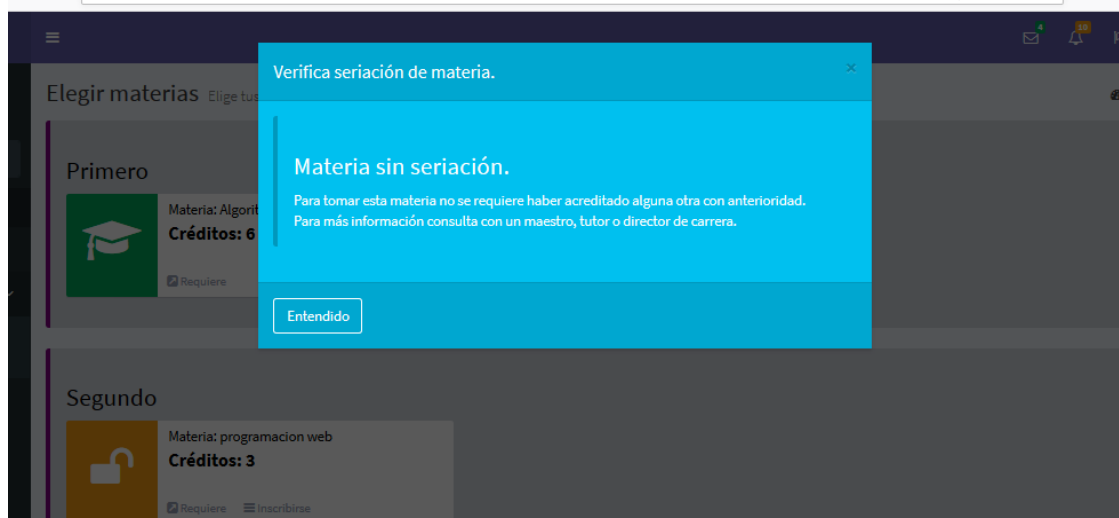 4
10
Verifica seriación de materia.
×
Elegir materias Elige tus
Materia sin seriación.
Para tomar esta materia no se requiere haber acreditado alguna otra con anterioridad.
Para más información consulta con un maestro, tutor o director de carrera.
Entendido
Primero
Materia: Algorit
Créditos: 6
Requiere
Segundo
Materia: programacion web
Créditos: 3
Requiere Inscribirse